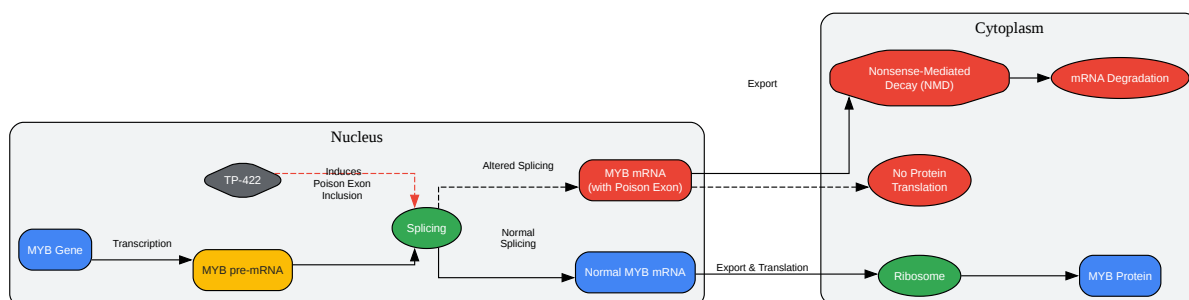 Cytoplasm
Nonsense-Mediated
Decay (NMD)
mRNA Degradation
Export
Nucleus
TP-422
Induces
Poison Exon
Inclusion
Altered Splicing
MYB mRNA
(with Poison Exon)
No Protein
Translation
Splicing
MYB Gene
Transcription
MYB pre-mRNA
Normal
Splicing
Normal MYB mRNA
Export & Translation
Ribosome
MYB Protein